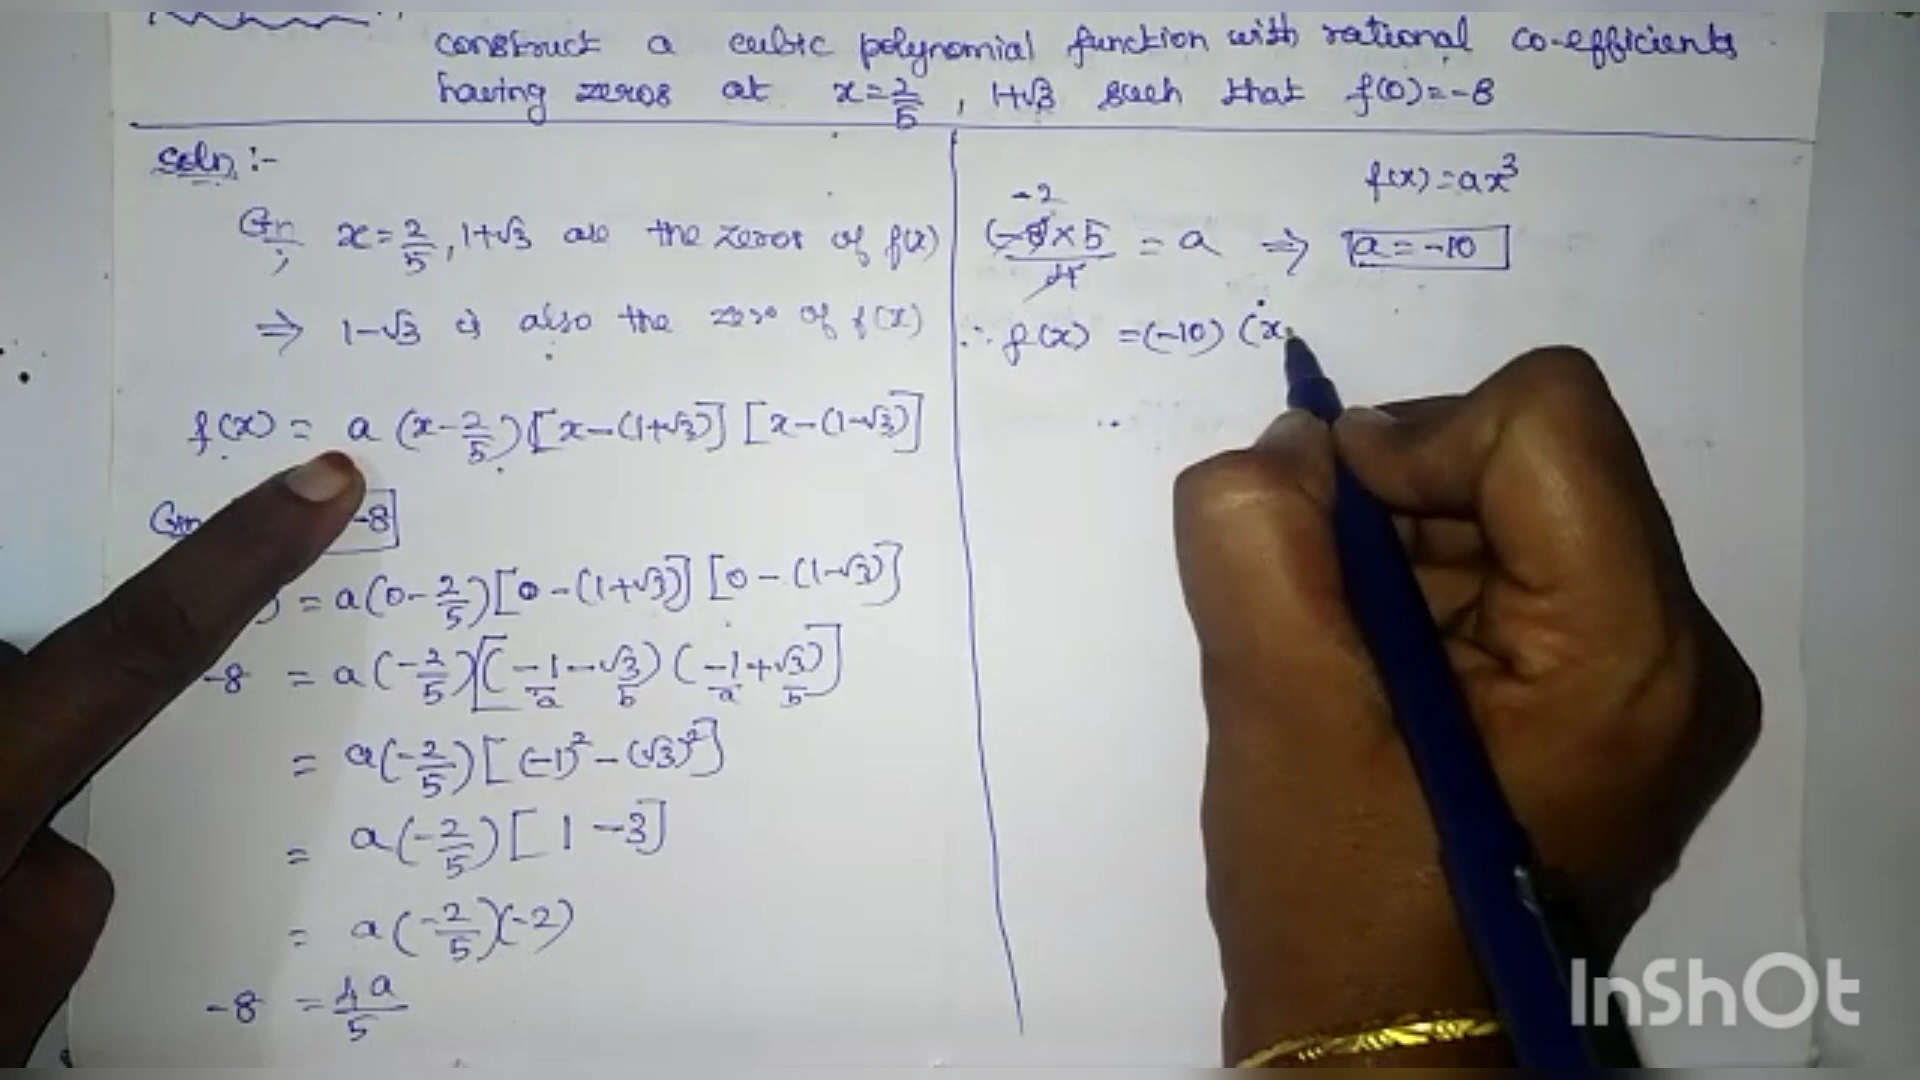 construct a cubic polynomial function with rational co-efficients
having zeros at x=2/5, 1+√3 such that f(0)=-8
Soln:-
Gn, x=2/5, 1+√3 are the zeros of f(x)
⇒ 1-√3 is also the zero of f(x)
f(x) = a(x-2/5)[x-(1+√3)][x-(1-√3)]
-8
= a(0-2/5)[0-(1+√3)][0-(1-√3)]
-8 = a(-2/5)[(-1-√3)(-1+√3)]
a b a b
= a(-2/5)[(-1)²-(√3)²]
= a(-2/5)[1-3]
= a(-2/5)(-2)
-8 = 4a/5
f(x)=ax³
-2
(-8)×5/4 = a ⇒ a=-10
∴ f(x) = (-10)(x
InShOt